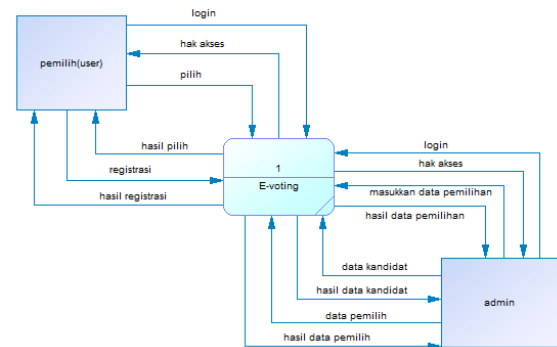 login
hak akses
pemilih(user)
pilih
hasil pilih
registrasi
hasil registrasi
1
E-voting
login
hak akses
masukkan data pemilihan
hasil data pemilihan
data kandidat
hasil data kandidat
admin
data pemilih
hasil data pemilih